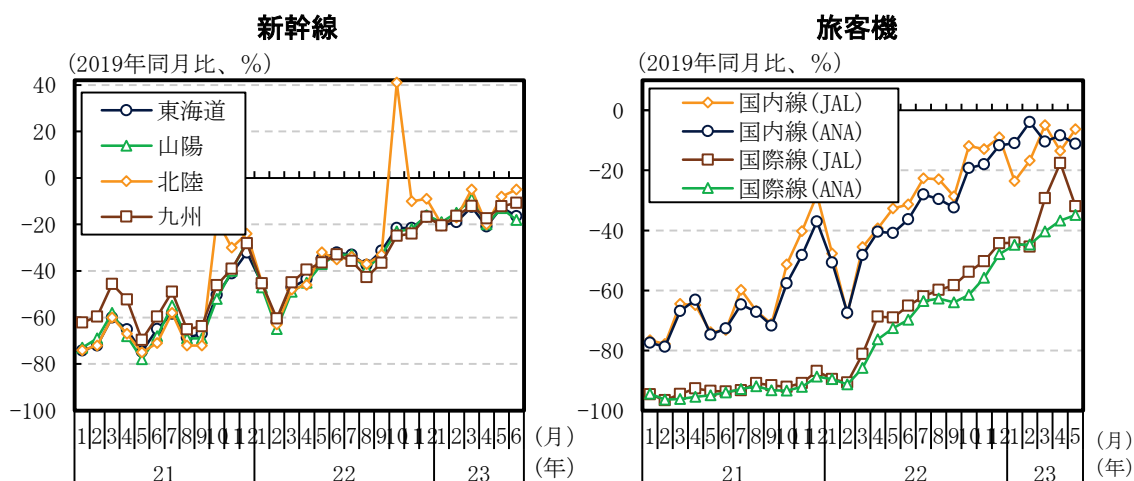 新幹線
(2019年同月比、%)
40
20
0
-20
-40
-60
-80
-100
東海道
山陽
北陸
九州
1 2 3 4 5 6 7 8 9 10 11 12 1 2 3 4 5 6 7 8 9 10 11 12 1 2 3 4 5 6 (月)
21 22 23 (年)
旅客機
(2019年同月比、%)
0
-20
-40
-60
-80
-100
国内線(JAL)
国内線(ANA)
国際線(JAL)
国際線(ANA)
1 2 3 4 5 6 7 8 9 10 11 12 1 2 3 4 5 6 7 8 9 10 11 12 1 2 3 4 5 (月)
21 22 23 (年)